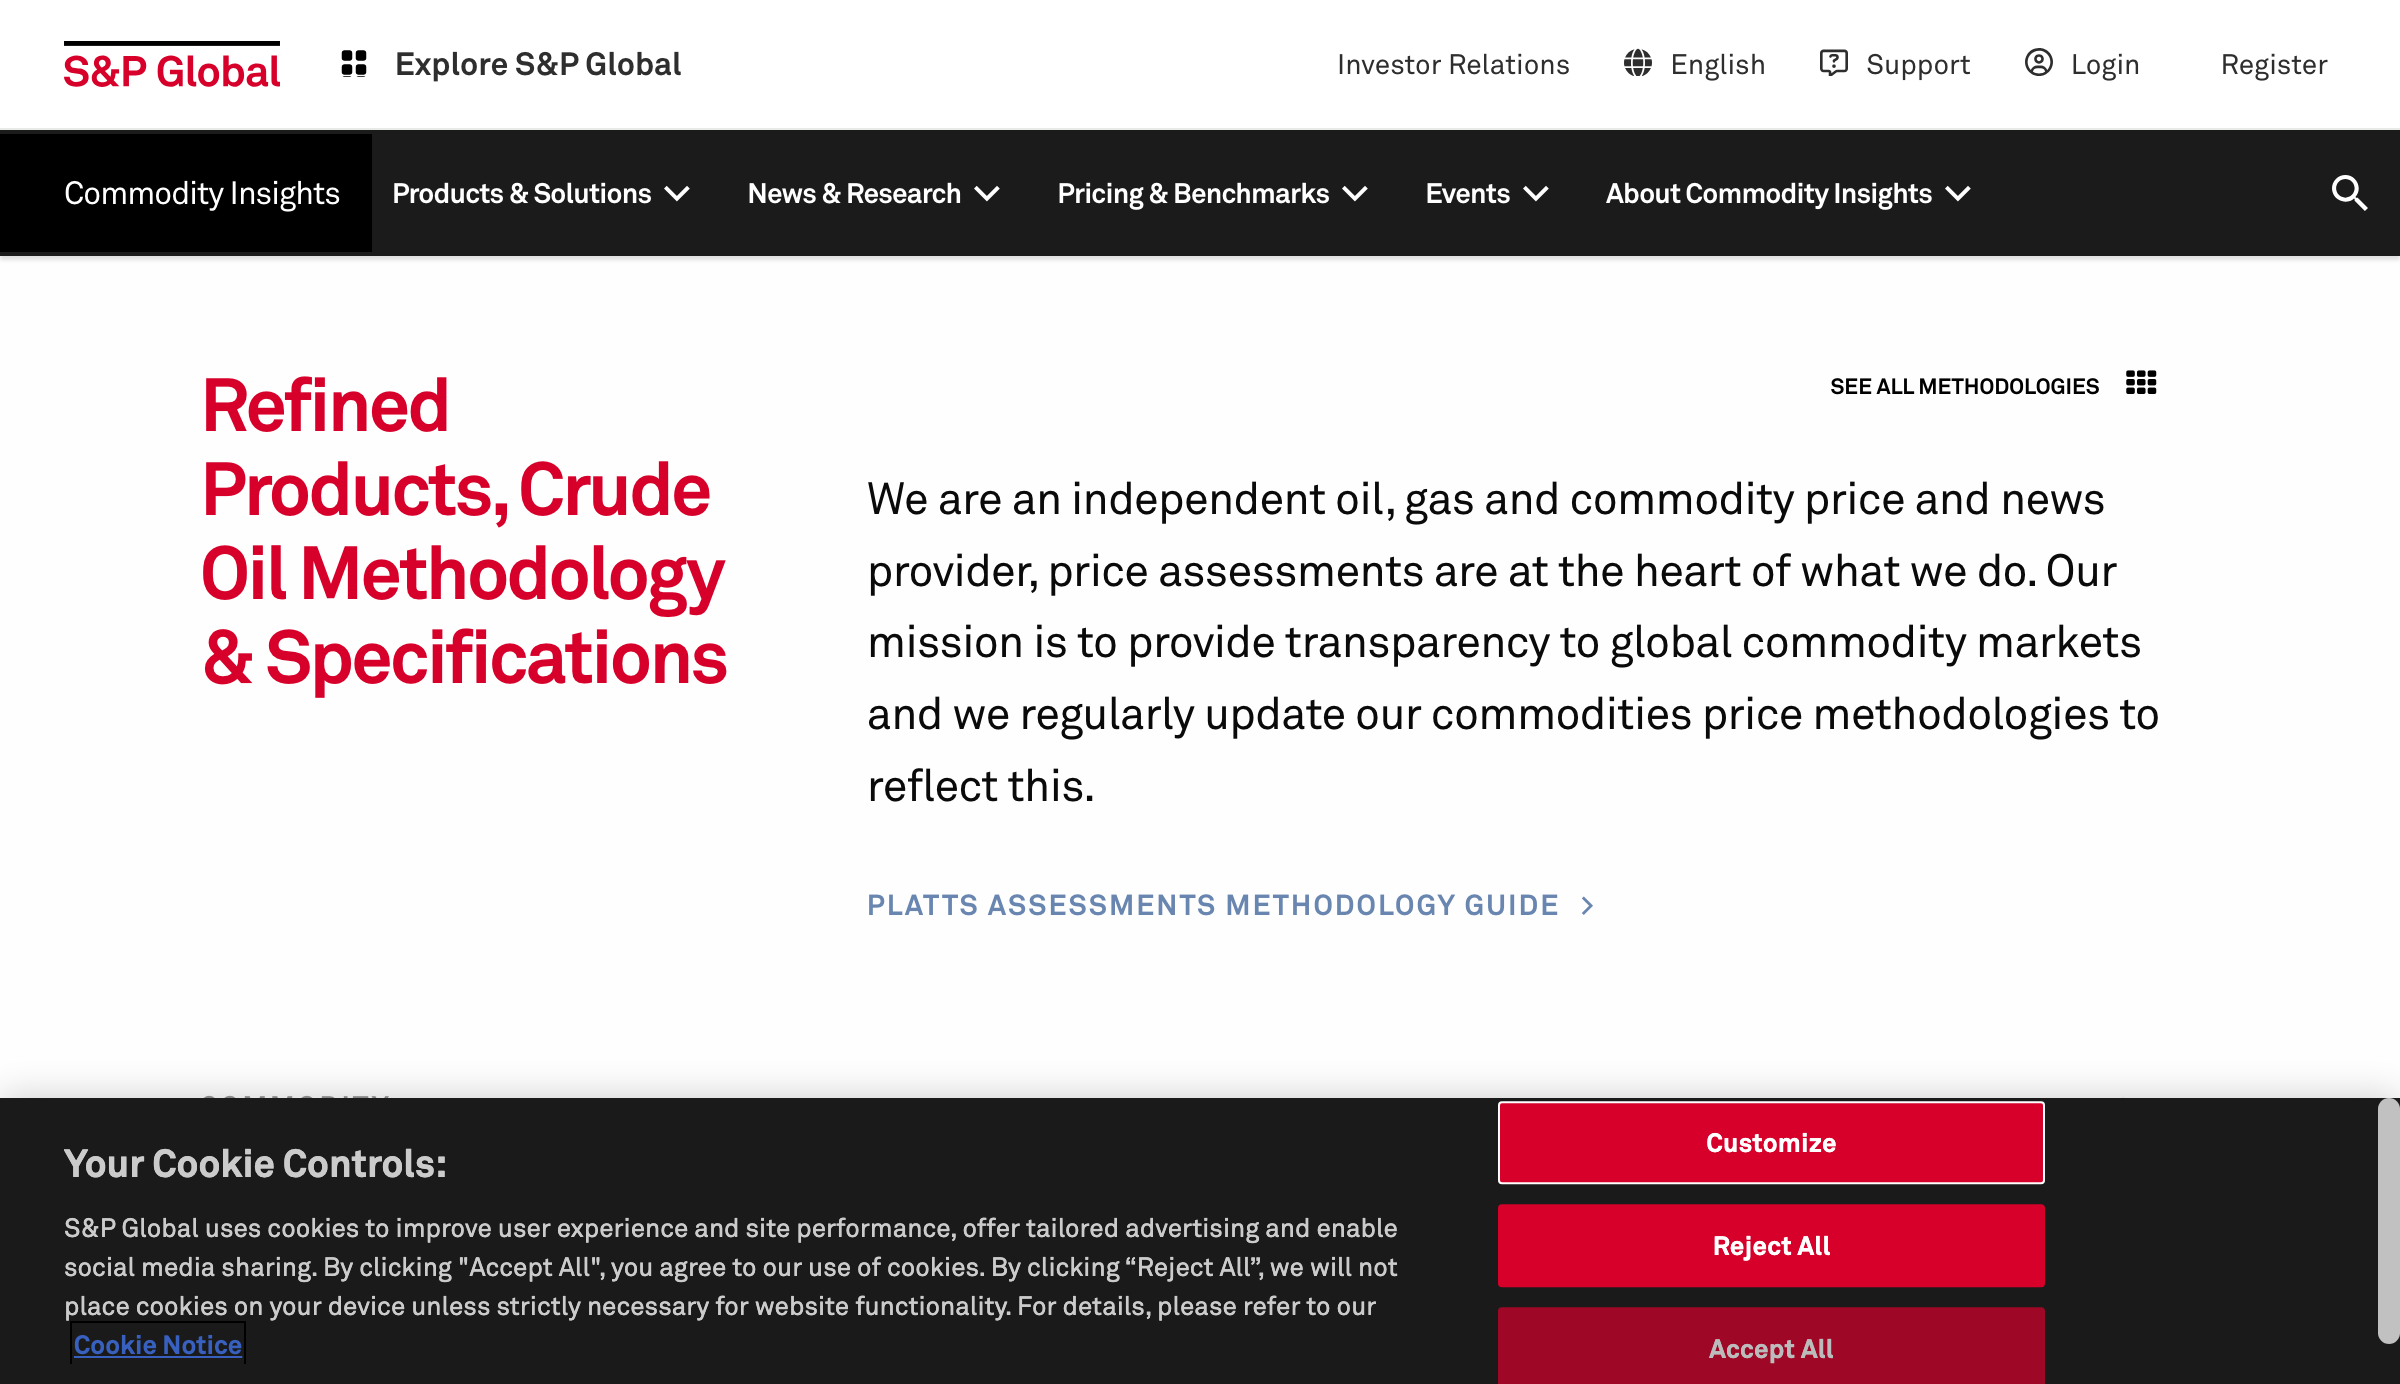 S&P Global
Explore S&P Global
Investor Relations
English
Support
Login
Register
Commodity Insights
Products & Solutions
News & Research
Pricing & Benchmarks
Events
About Commodity Insights
Refined
Products, Crude
Oil Methodology
& Specifications
SEE ALL METHODOLOGIES
We are an independent oil, gas and commodity price and news
provider, price assessments are at the heart of what we do. Our
mission is to provide transparency to global commodity markets
and we regularly update our commodities price methodologies to
reflect this.
PLATTS ASSESSMENTS METHODOLOGY GUIDE
Your Cookie Controls:
S&P Global uses cookies to improve user experience and site performance, offer tailored advertising and enable
social media sharing. By clicking "Accept All", you agree to our use of cookies. By clicking “Reject All”, we will not
place cookies on your device unless strictly necessary for website functionality. For details, please refer to our
Cookie Notice
Customize
Reject All
Accept All